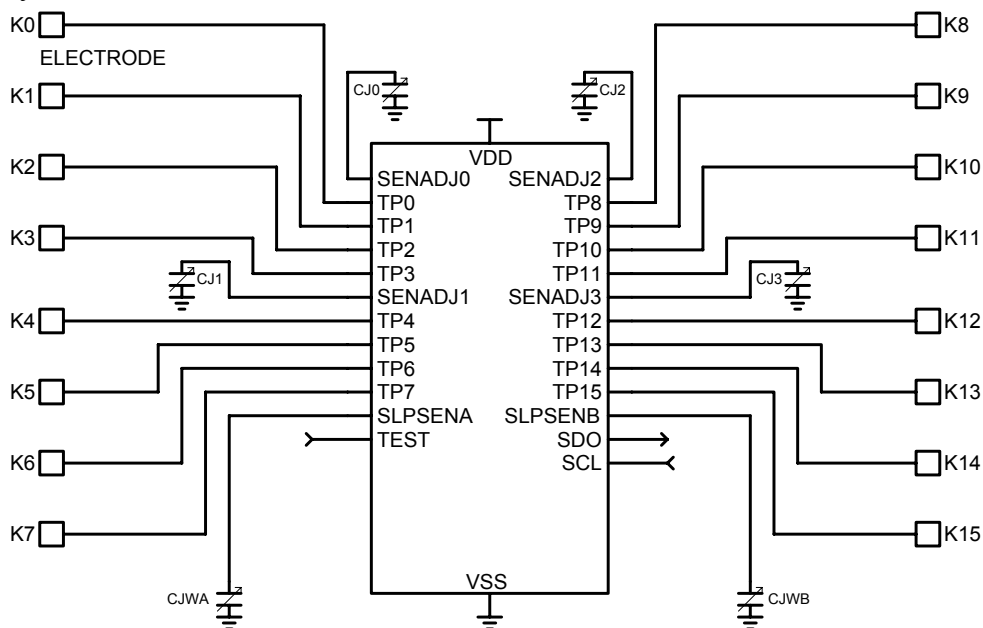 K0
K8
ELECTRODE
CJ0
CJ2
K1
K9
VDD
K2
K10
SENADJ0
SENADJ2
TP0
TP8
TP1
TP9
K3
K11
TP2
TP10
TP3
TP11
CJ1
CJ3
SENADJ1
SENADJ3
K4
K12
TP4
TP12
TP5
TP13
TP6
TP14
K5
K13
TP7
TP15
SLPSENA
SLPSENB
TEST
SDO
K6
K14
SCL
K7
K15
VSS
CJWA
CJWB